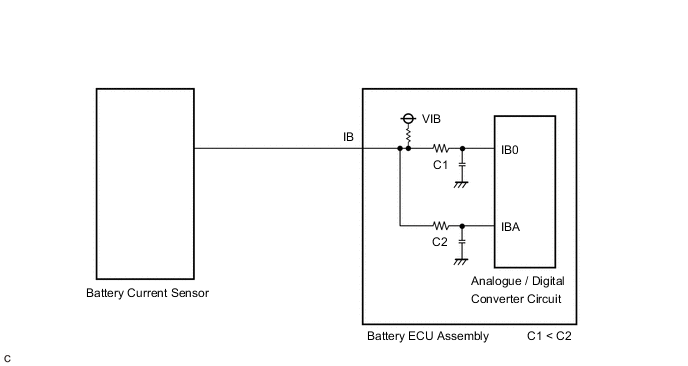 VIB
IB
C1
IB0
C2
IBA
Analogue / Digital
Converter Circuit
Battery Current Sensor
Battery ECU Assembly
C1 < C2
C